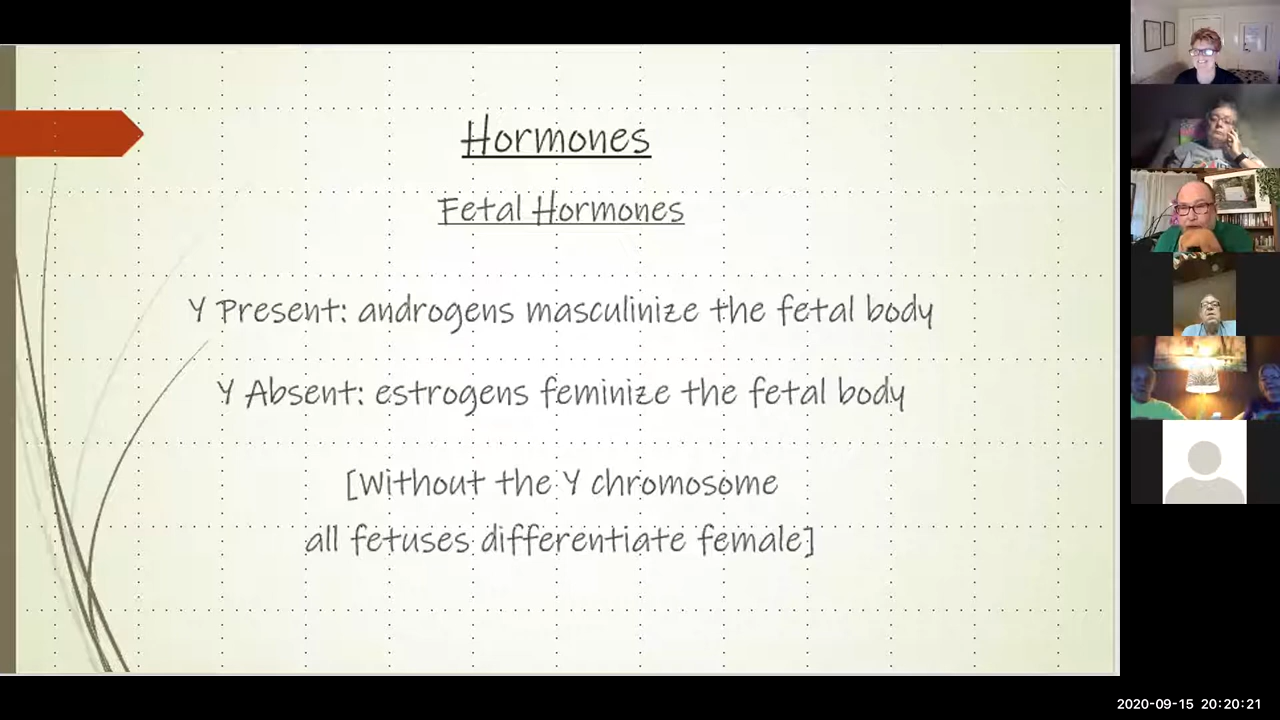 Hormones
Fetal Hormones
Y Present: androgens masculinize the fetal body
Y Absent: estrogens feminize the fetal body
[Without the Y chromosome
all fetuses differentiate female]
2020-09-15 20:20:21